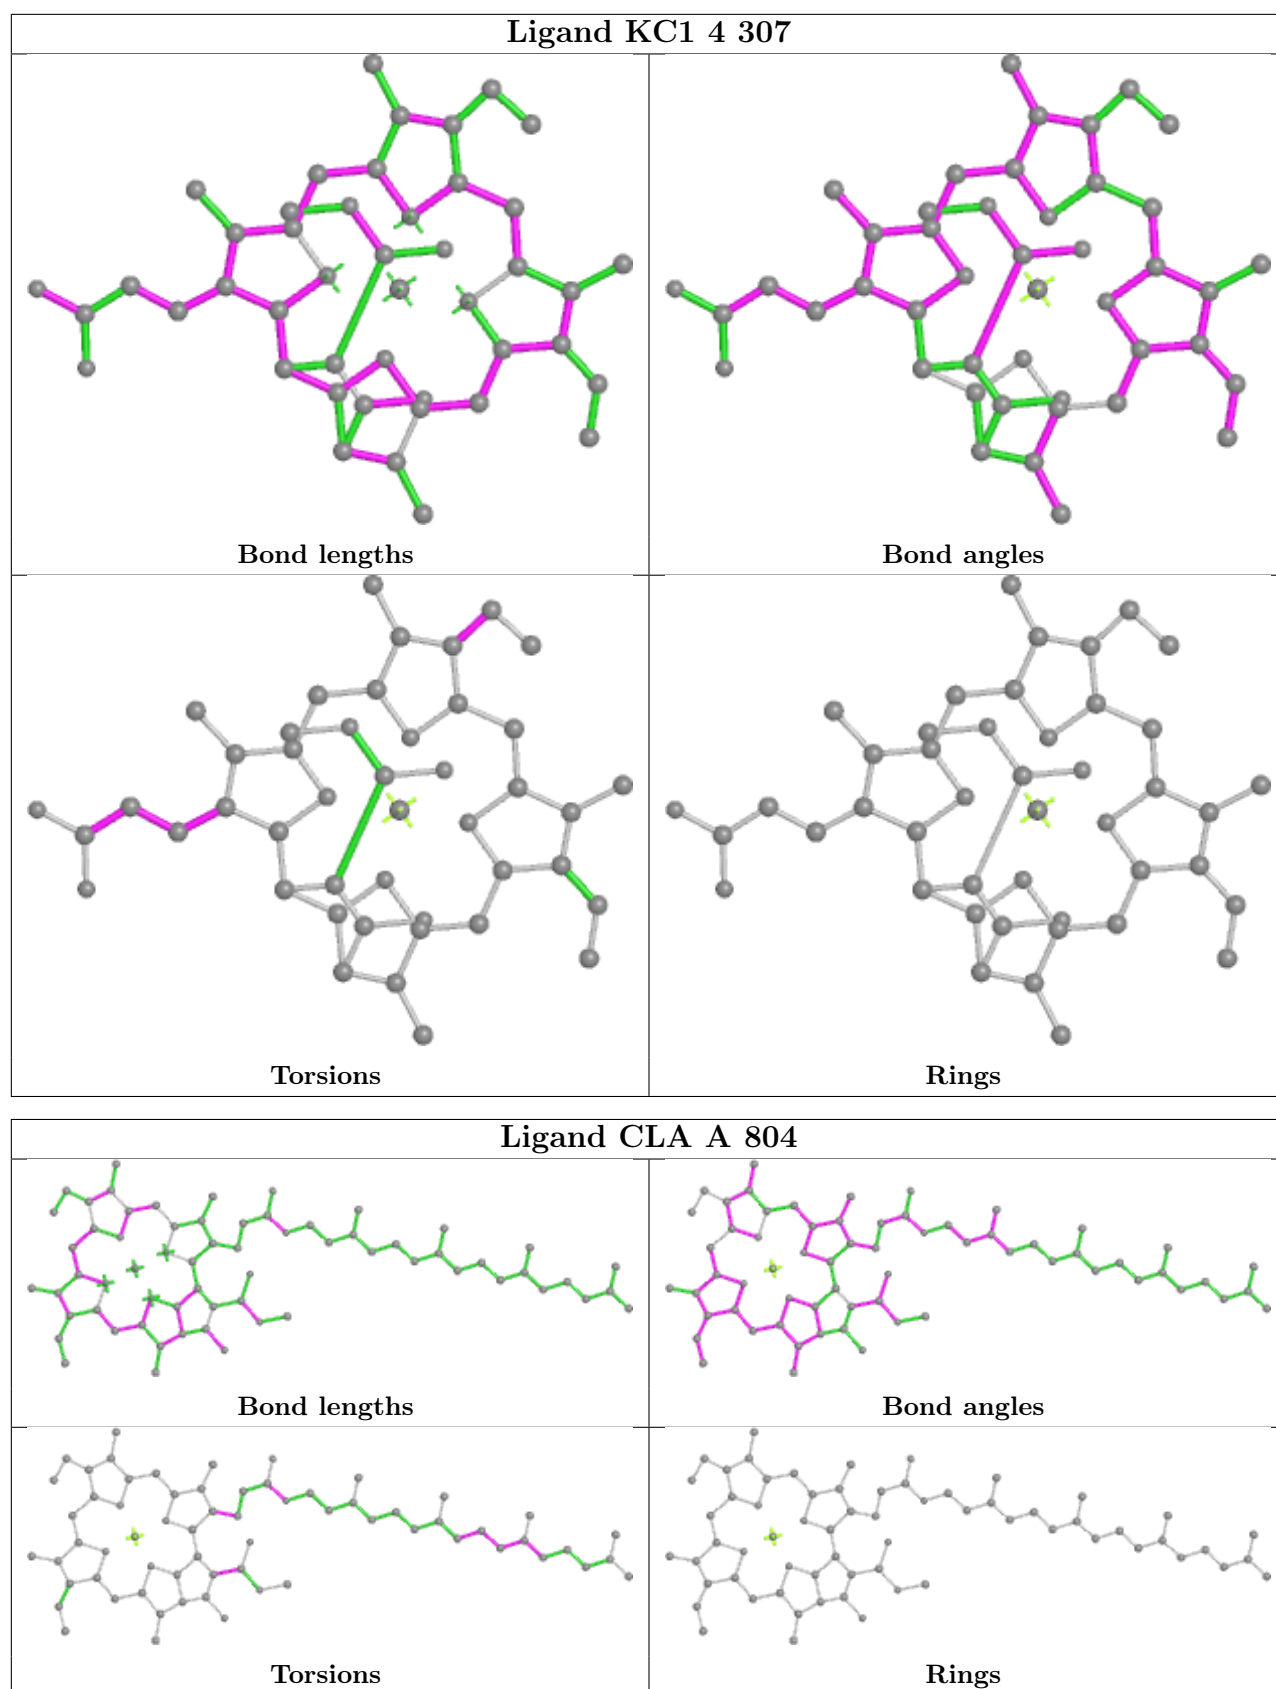 Ligand KC1 4 307
Bond lengths
Bond angles
Torsions
Rings
Ligand CLA A 804
Bond lengths
Bond angles
Torsions
Rings